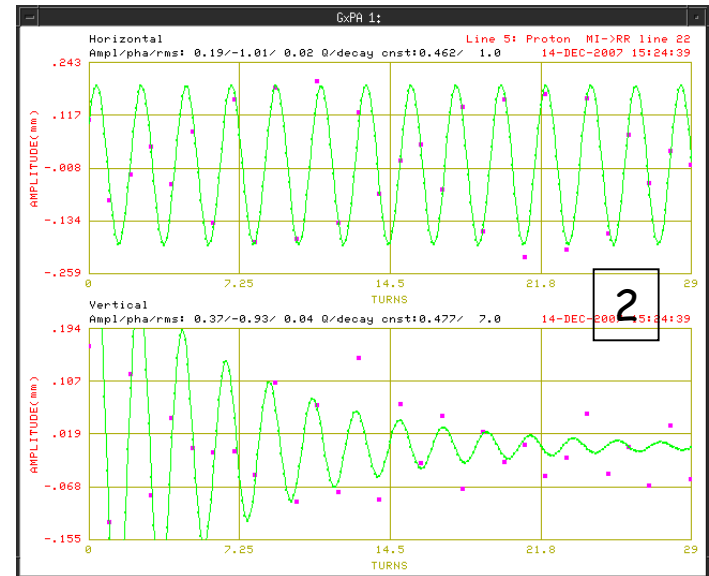 GxPA 1:
Horizontal
Line 5: Proton MI->RR line 22
Ampl/pha/rms: 0.19/-1.01/ 0.02 Q/decay cnst:0.462/ 1.0
14-DEC-2007 15:24:39
.243
.117
-.008
-.134
-.259
AMPLITUDE(mm)
0
7.25
14.5
21.8
29
TURNS
Vertical
Ampl/pha/rms: 0.37/-0.93/ 0.04 Q/decay cnst:0.477/ 7.0
14-DEC-2007 15:24:39
2
.194
.107
.019
-.068
-.155
AMPLITUDE(mm)
0
7.25
14.5
21.8
29
TURNS